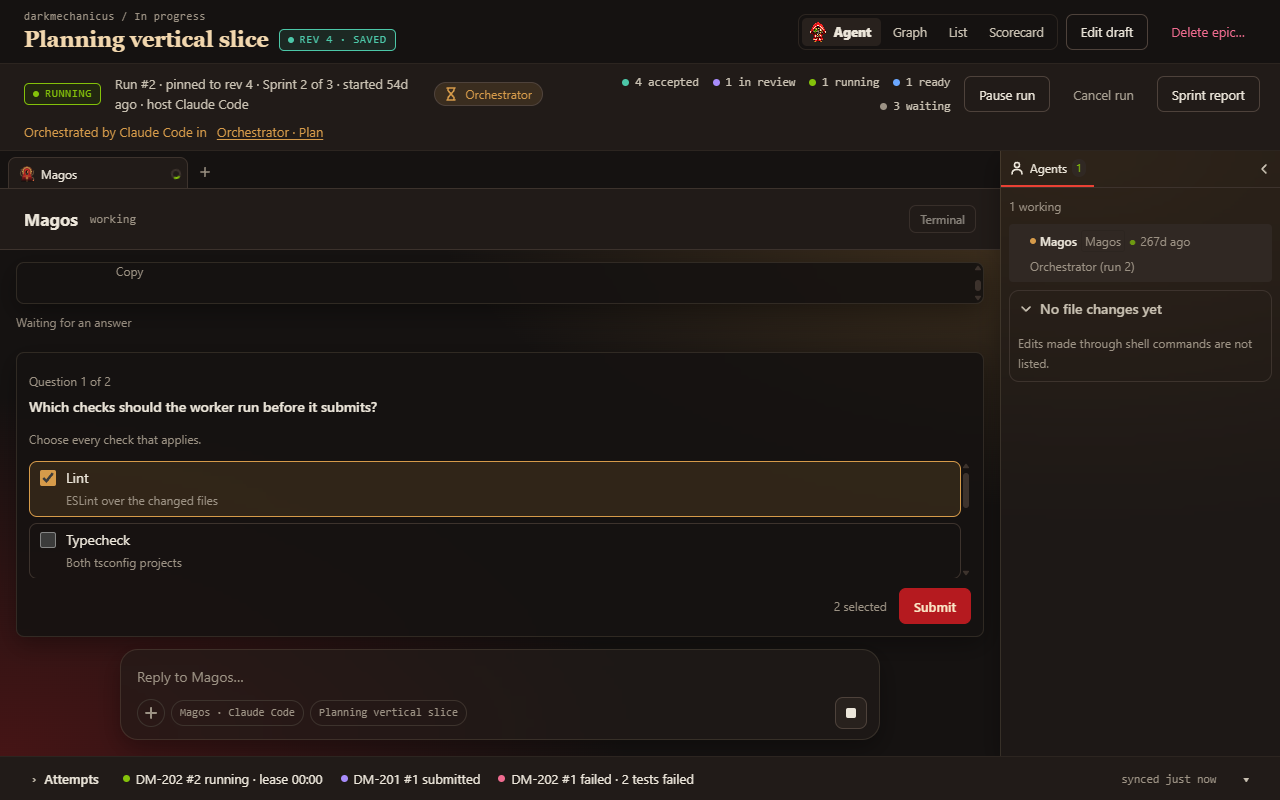 darkmechanicus / In progress
Planning vertical slice
REV 4 · SAVED
Agent
Graph
List
Scorecard
Edit draft
Delete epic...
RUNNING
Run #2 · pinned to rev 4 · Sprint 2 of 3 · started 54d
ago · host Claude Code
Orchestrator
4 accepted
1 in review
1 running
1 ready
3 waiting
Pause run
Cancel run
Sprint report
Orchestrated by Claude Code in Orchestrator · Plan
Magos
+
Agents 1
Magos working
Terminal
1 working
Magos Magos 267d ago
Orchestrator (run 2)
No file changes yet
Edits made through shell commands are not
listed.
Copy
Waiting for an answer
Question 1 of 2
Which checks should the worker run before it submits?
Choose every check that applies.
Lint
ESLint over the changed files
Typecheck
Both tsconfig projects
2 selected
Submit
Reply to Magos...
Magos · Claude Code
Planning vertical slice
Attempts
DM-202 #2 running · lease 00:00
DM-201 #1 submitted
DM-202 #1 failed · 2 tests failed
synced just now